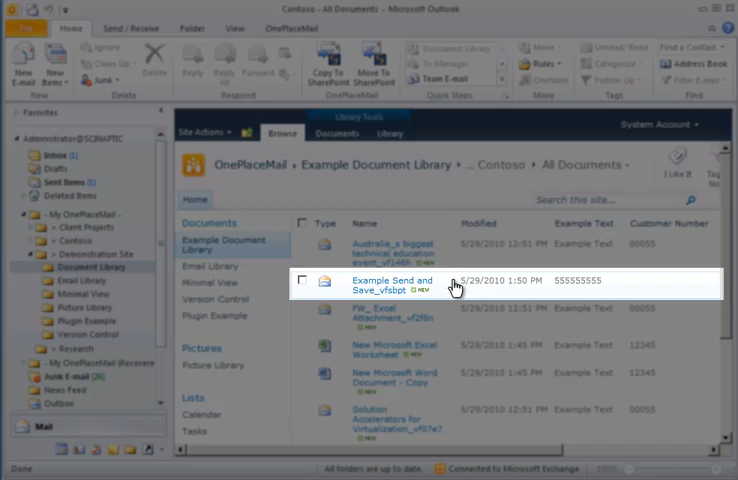 Contoso - All Documents - Microsoft Outlook
File Home Send / Receive Folder View OnePlaceMail
New E-mail
New Items
Ignore
Clean Up
Junk
Delete
Reply
Reply All
Forward
Copy To SharePoint
Move To SharePoint
Document Library
To Manager
Team E-mail
Move
Rules
OneNote
Unread/ Read
Categorize
Follow Up
Find a Contact
Address Book
Filter E-mail
New Delete Respond OnePlaceMail Quick Steps Move Tags Find
Favorites
Administrator@SCINAPTIC
Inbox (1)
Drafts
Sent Items (1)
Deleted Items
- My OnePlaceMail -
> Client Projects
> Contoso
> Demonstration Site
Document Library
Email Library
Minimal View
Picture Library
Plugin Example
Version Control
> Research
- My OnePlaceMail (Recovere
Junk E-mail [26]
News Feed
Outbox
Mail
Library Tools
Site Actions Browse Documents Library
System Account
OnePlaceMail Example Document Library ... Contoso All Documents
I Like It
Tag
No
Home
Search this site...
Documents
Example Document Library
Email Library
Minimal View
Version Control
Plugin Example
Pictures
Picture Library
Lists
Calendar
Tasks
Type Name Modified Example Text Customer Number
Australia_s biggest technical education event_vf146h NEW 5/29/2010 12:51 PM Example Text 00055
Example Send and Save_vfsbpt NEW 5/29/2010 1:50 PM 555555555
FW_ Excel Attachment_vf2f8n NEW 5/29/2010 12:51 PM Example Text 00055
New Microsoft Excel Worksheet NEW 5/29/2010 1:45 PM Example Text 12345
New Microsoft Word Document - Copy NEW 5/29/2010 1:45 PM Example Text 12345
Solution Accelerators for Virtualization_vf07e7 NEW 5/29/2010 12:51 PM Example Text 00055
Done
All folders are up to date. Connected to Microsoft Exchange 100%